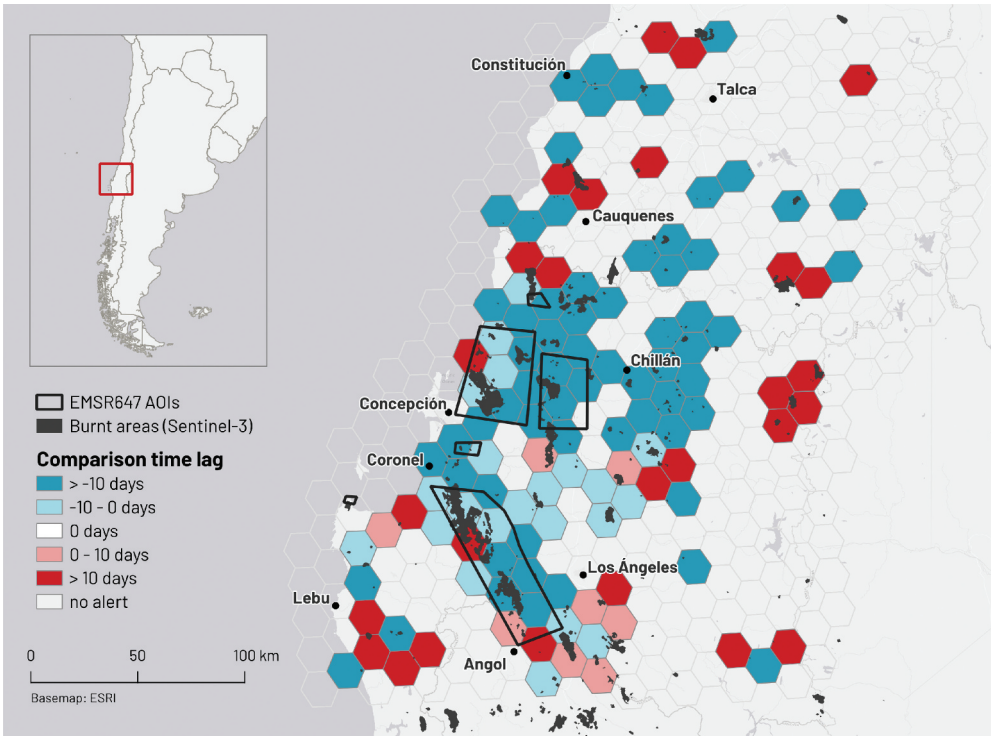 Constitución
Talca
Cauquenes
Chillán
Concepción
Coronel
Los Ángeles
Lebu
Angol
EMSR647 AOIs
Burnt areas (Sentinel-3)
Comparison time lag
> -10 days
-10 - 0 days
0 days
0 - 10 days
> 10 days
no alert
0 50 100 km
Basemap: ESRI